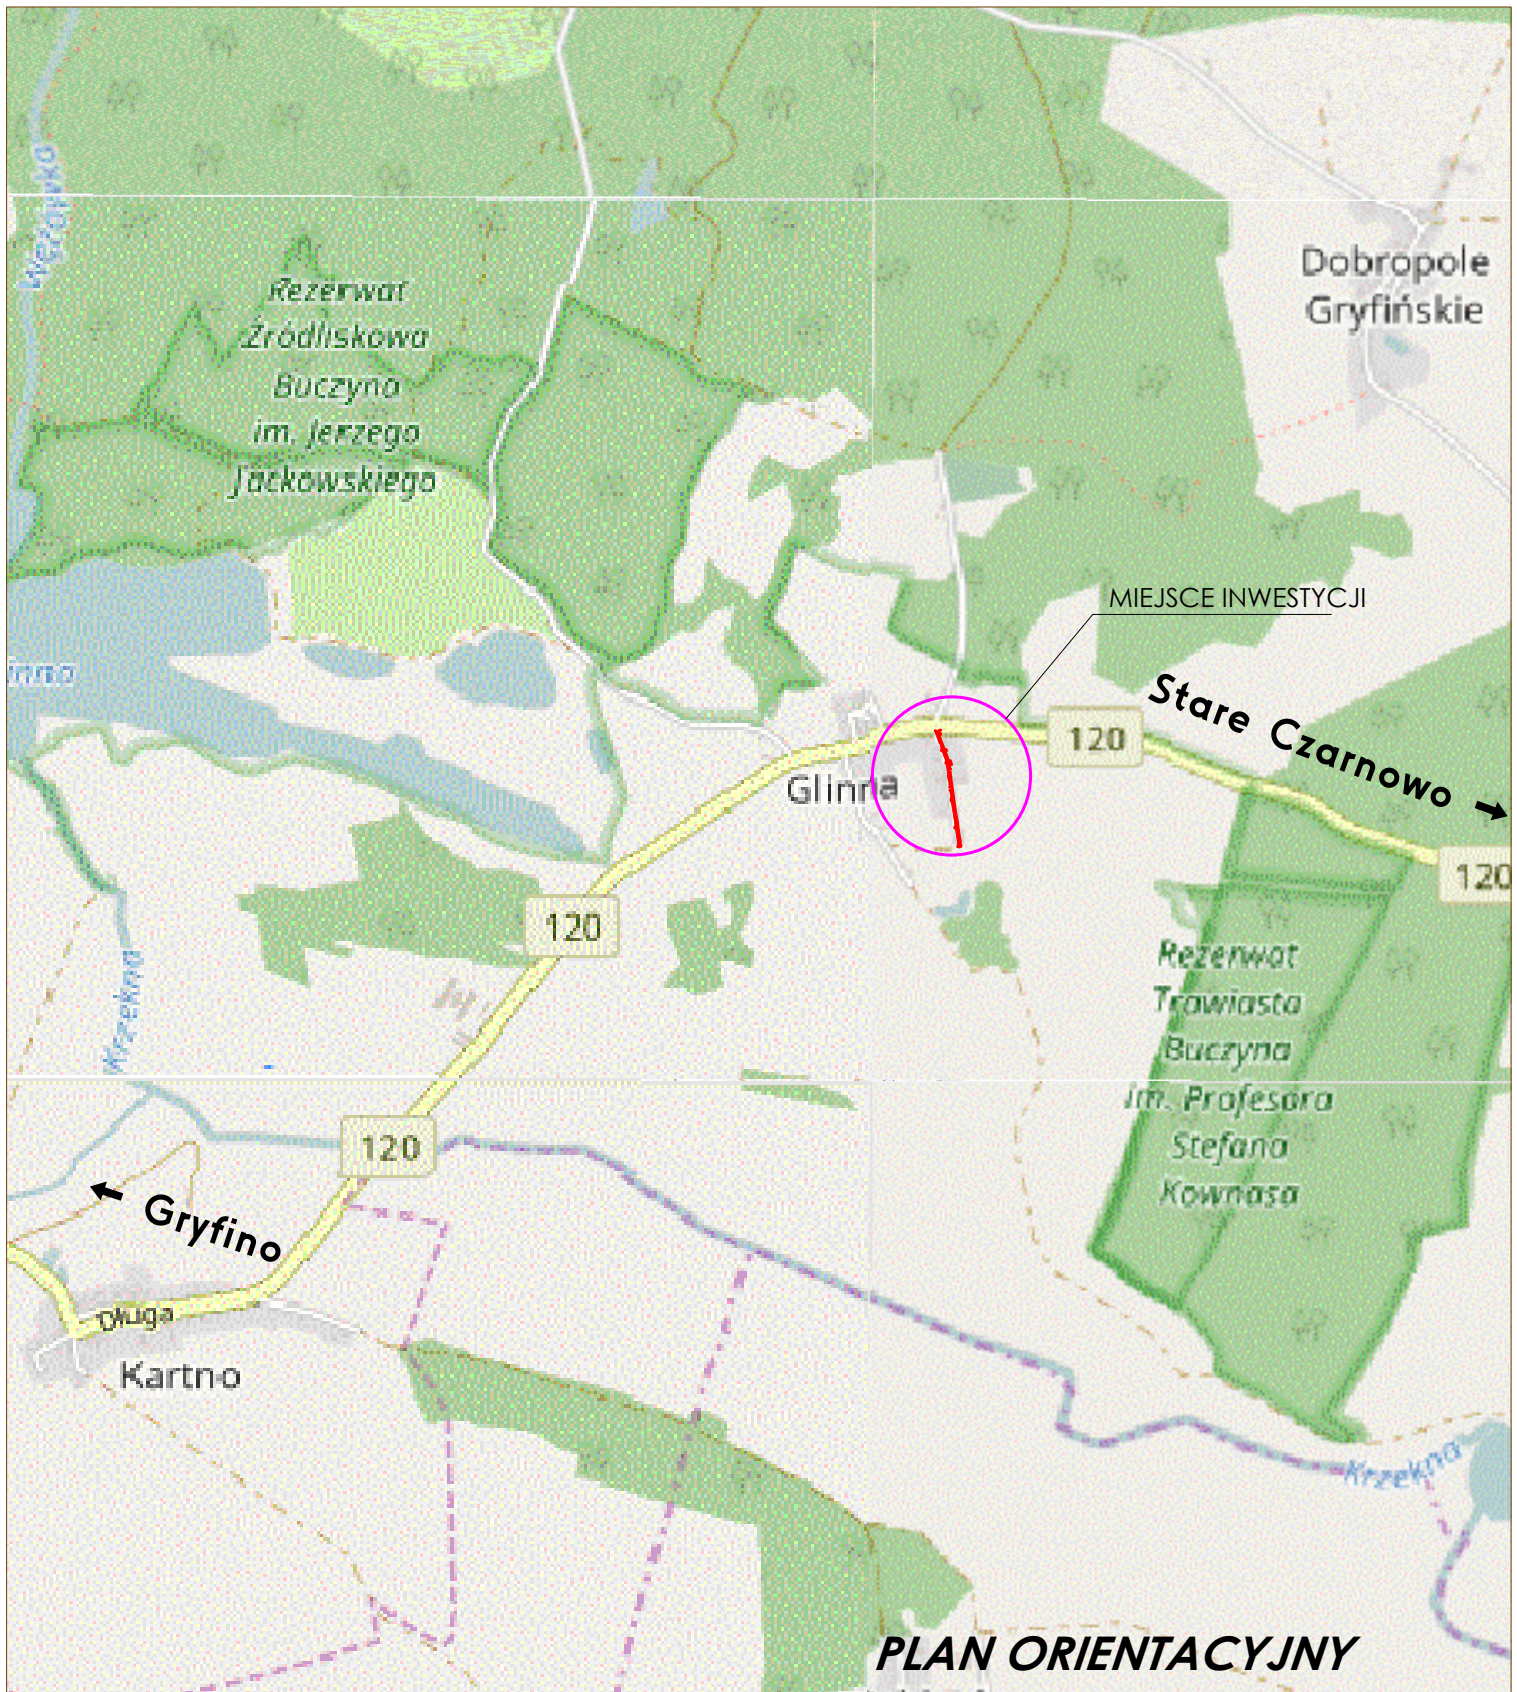 Węglówka
Rezerwat
Źródliskowa
Buczyna
im. Jerzego
Jackowskiego
Dobropole
Gryfińskie
MIEJSCE INWESTYCJI
Stare Czarnowo
120
Glinna
120
120
Krzekna
Rezerwat
Trawiasta
Buczyna
im. Profesora
Stefana
Kownasa
120
Gryfino
Długa
Kartno
Krzekna
PLAN ORIENTACYJNY